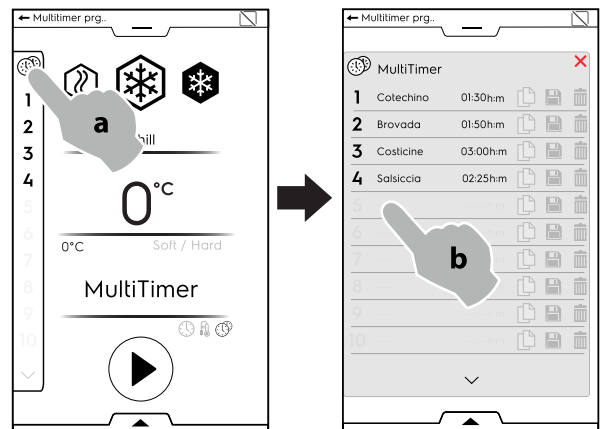 Multitimer prg..
1
2
3
4
5
6
7
8
9
10
a
hill
0°C
0°C
Soft / Hard
MultiTimer
Multitimer prg..
MultiTimer
1 Cotechino 01:30h:m
2 Brovada 01:50h:m
3 Costicine 03:00h:m
4 Salsiccia 02:25h:m
5
6
7
8
9
10
b